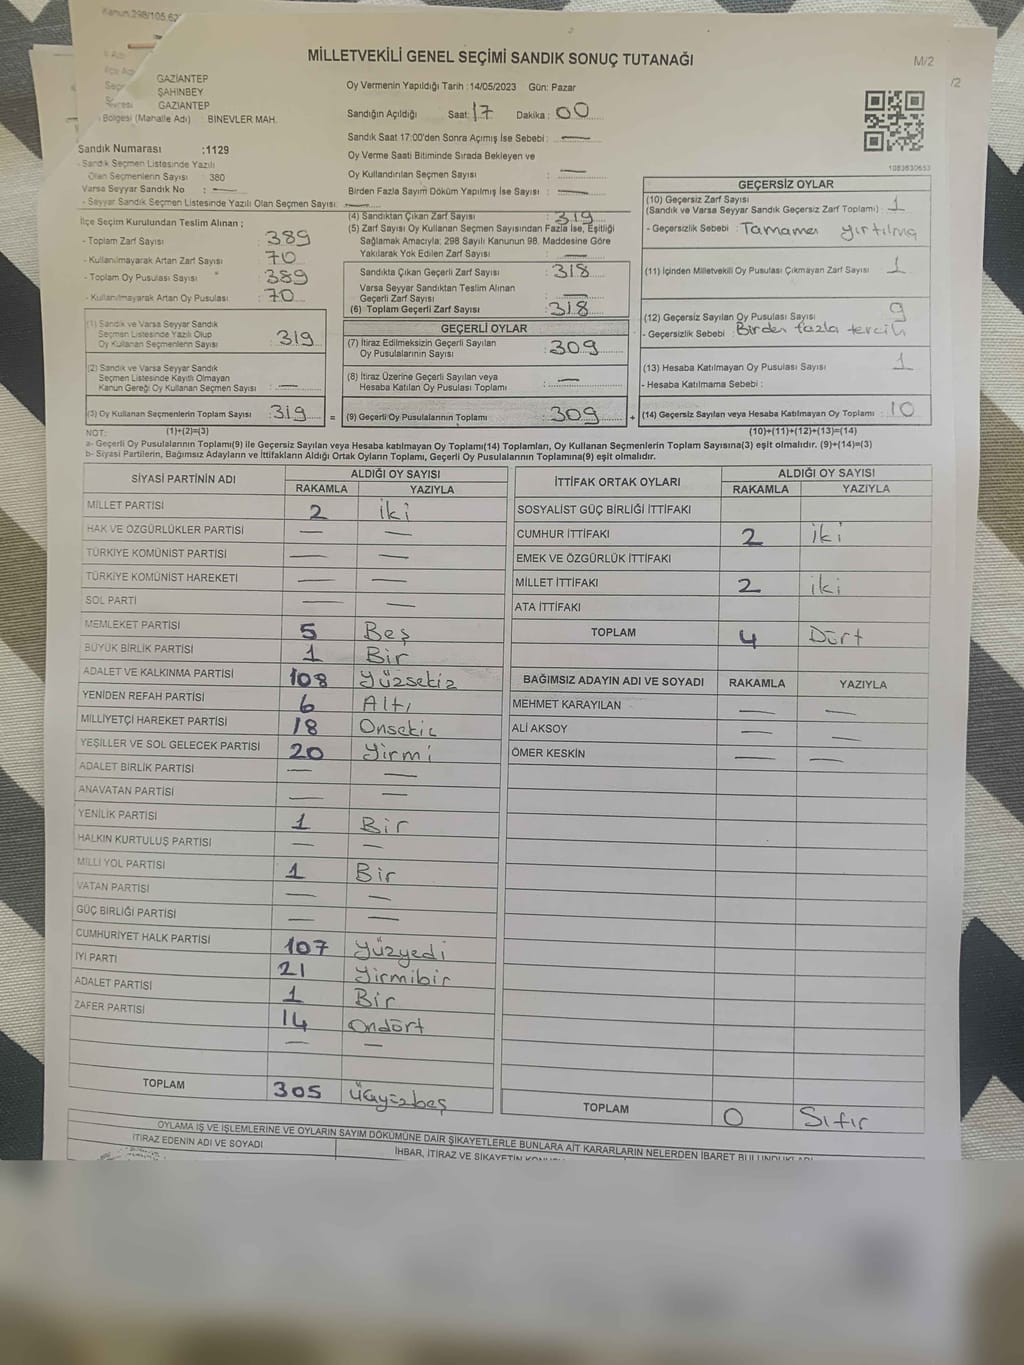 Kanun 298/105.
MİLLETVEKİLİ GENEL SEÇİMİ SANDIK SONUÇ TUTANAĞI
M/2
/2
GAZİANTEP
ŞAHİNBEY
GAZİANTEP
Bölgesi (Mahalle Adı) : BINEVLER MAH.
Sandık Numarası :1129
- Sandık Seçmen Listesinde Yazılı
Olan Seçmenlerin Sayısı : 380
Varsa Seyyar Sandık No : —
- Seyyar Sandık Seçmen Listesinde Yazılı Olan Seçmen Sayısı: —
Oy Vermenin Yapıldığı Tarih :14/05/2023 Gün: Pazar
Sandığın Açıldığı Saat: 17 Dakika : 00
Sandık Saat 17:00'den Sonra Açımış İse Sebebi : —
Oy Verme Saati Bitiminde Sırada Bekleyen ve
Oy Kullandırılan Seçmen Sayısı : —
Birden Fazla Sayım Döküm Yapılmış İse Sayısı : —
1083630653
İlçe Seçim Kurulundan Teslim Alınan ;
- Toplam Zarf Sayısı : 389
- Kullanılmayarak Artan Zarf Sayısı : 70
- Toplam Oy Pusulası Sayısı : 389
- Kullanılmayarak Artan Oy Pusulası : 70
(1) Sandık ve Varsa Seyyar Sandık
Seçmen Listesinde Yazılı Olup
Oy Kullanan Seçmenlerin Sayısı : 319
(2) Sandık ve Varsa Seyyar Sandık
Seçmen Listesinde Kayıtlı Olmayan
Kanun Gereği Oy Kullanan Seçmen Sayısı : —
(3) Oy Kullanan Seçmenlerin Toplam Sayısı : 319 =
(1)+(2)=(3)
(4) Sandıktan Çıkan Zarf Sayısı : 319
(5) Zarf Sayısı Oy Kullanan Seçmen Sayısından Fazla İse, Eşitliği
Sağlamak Amacıyla; 298 Sayılı Kanunun 98. Maddesine Göre
Yakılarak Yok Edilen Zarf Sayısı : —
Sandıkta Çıkan Geçerli Zarf Sayısı : 318
Varsa Seyyar Sandıktan Teslim Alınan
Geçerli Zarf Sayısı : —
(6) Toplam Geçerli Zarf Sayısı : 318
GEÇERLİ OYLAR
(7) İtiraz Edilmeksizin Geçerli Sayılan
Oy Pusulalarının Sayısı : 309
(8) İtiraz Üzerine Geçerli Sayılan veya
Hesaba Katılan Oy Pusulası Toplamı : —
(9) Geçerli Oy Pusulalarının Toplamı : 309 +
GEÇERSİZ OYLAR
(10) Geçersiz Zarf Sayısı
(Sandık ve Varsa Seyyar Sandık Geçersiz Zarf Toplamı) : 1
- Geçersizlik Sebebi : Tamamen yırtılmış
(11) İçinden Milletvekili Oy Pusulası Çıkmayan Zarf Sayısı : 1
(12) Geçersiz Sayılan Oy Pusulası Sayısı : 9
- Geçersizlik Sebebi : Birden fazla tercih
(13) Hesaba Katılmayan Oy Pusulası Sayısı : 1
- Hesaba Katılmama Sebebi :
(14) Geçersiz Sayılan veya Hesaba Katılmayan Oy Toplamı : 10
(10)+(11)+(12)+(13)=(14)
NOT:
a- Geçerli Oy Pusulalarının Toplamı(9) ile Geçersiz Sayılan veya Hesaba katılmayan Oy Toplamı(14) Toplamları, Oy Kullanan Seçmenlerin Toplam Sayısına(3) eşit olmalıdır. (9)+(14)=(3)
b- Siyasi Partilerin, Bağımsız Adayların ve İttifakların Aldığı Ortak Oyların Toplamı, Geçerli Oy Pusulalarının Toplamına(9) eşit olmalıdır.
SİYASİ PARTİNİN ADI ALDIĞI OY SAYISI
RAKAMLA YAZIYLA
MİLLET PARTİSİ 2 iki
HAK VE ÖZGÜRLÜKLER PARTİSİ — —
TÜRKİYE KOMÜNİST PARTİSİ — —
TÜRKİYE KOMÜNİST HAREKETİ — —
SOL PARTİ — —
MEMLEKET PARTİSİ 5 Beş
BÜYÜK BİRLİK PARTİSİ 1 Bir
ADALET VE KALKINMA PARTİSİ 108 Yüzsekiz
YENİDEN REFAH PARTİSİ 6 Altı
MİLLİYETÇİ HAREKET PARTİSİ 18 Onsekiz
YEŞİLLER VE SOL GELECEK PARTİSİ 20 Yirmi
ADALET BİRLİK PARTİSİ — —
ANAVATAN PARTİSİ — —
YENİLİK PARTİSİ 1 Bir
HALKIN KURTULUŞ PARTİSİ — —
MİLLİ YOL PARTİSİ 1 Bir
VATAN PARTİSİ — —
GÜÇ BİRLİĞİ PARTİSİ — —
CUMHURİYET HALK PARTİSİ 107 Yüzyedi
İYİ PARTİ 21 Yirmibir
ADALET PARTİSİ 1 Bir
ZAFER PARTİSİ 14 Ondört
— —
TOPLAM 305 Üçyüzbeş
İTTİFAK ORTAK OYLARI ALDIĞI OY SAYISI
RAKAMLA YAZIYLA
SOSYALİST GÜÇ BİRLİĞİ İTTİFAKI
CUMHUR İTTİFAKI 2 iki
EMEK VE ÖZGÜRLÜK İTTİFAKI
MİLLET İTTİFAKI 2 iki
ATA İTTİFAKI
TOPLAM 4 Dört
BAĞIMSIZ ADAYIN ADI VE SOYADI RAKAMLA YAZIYLA
MEHMET KARAYILAN — —
ALİ AKSOY — —
ÖMER KESKİN — —
TOPLAM 0 Sıfır
OYLAMA İŞ VE İŞLEMLERİNE VE OYLARIN SAYIM DÖKÜMÜNE DAİR ŞİKAYETLERLE BUNLARA AİT KARARLARIN NELERDEN İBARET BULUNDUKLARI
İTİRAZ EDENİN ADI VE SOYADI
İHBAR, İTİRAZ VE ŞİKAYETİN